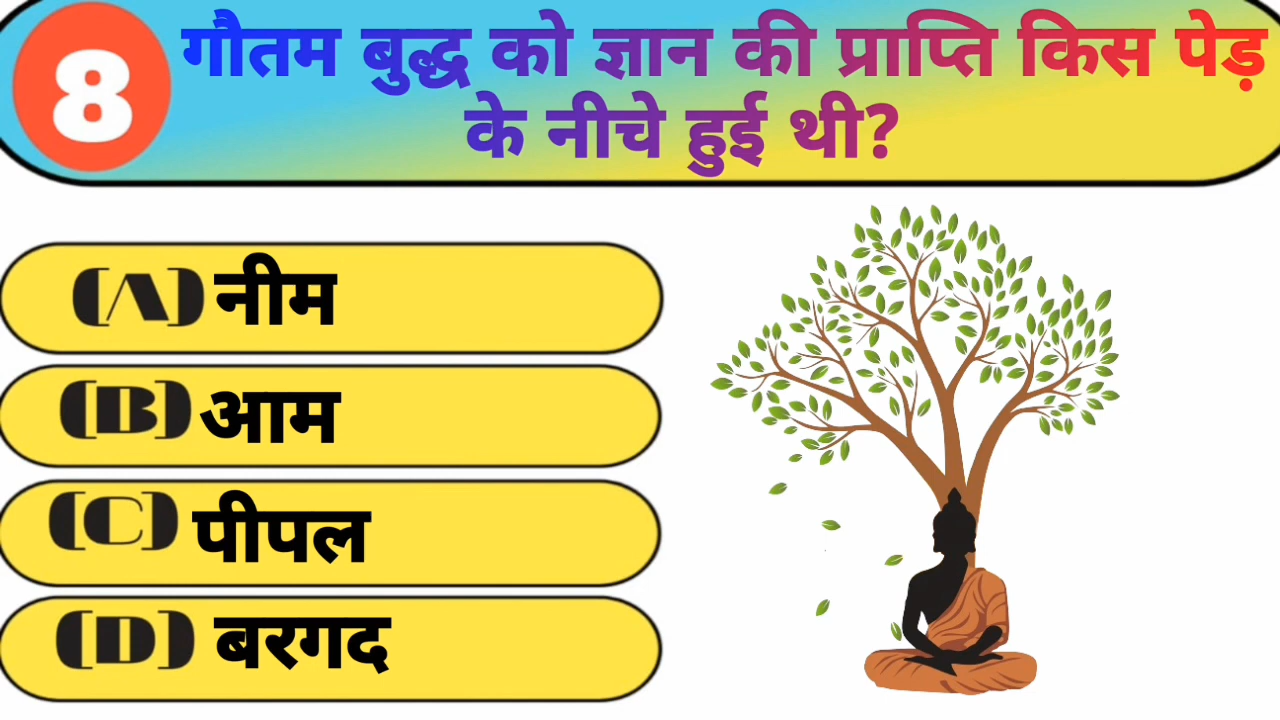 8
गौतम बुद्ध को ज्ञान की प्राप्ति किस पेड़
के नीचे हुई थी?
(A) नीम
(B) आम
(C) पीपल
(D) बरगद